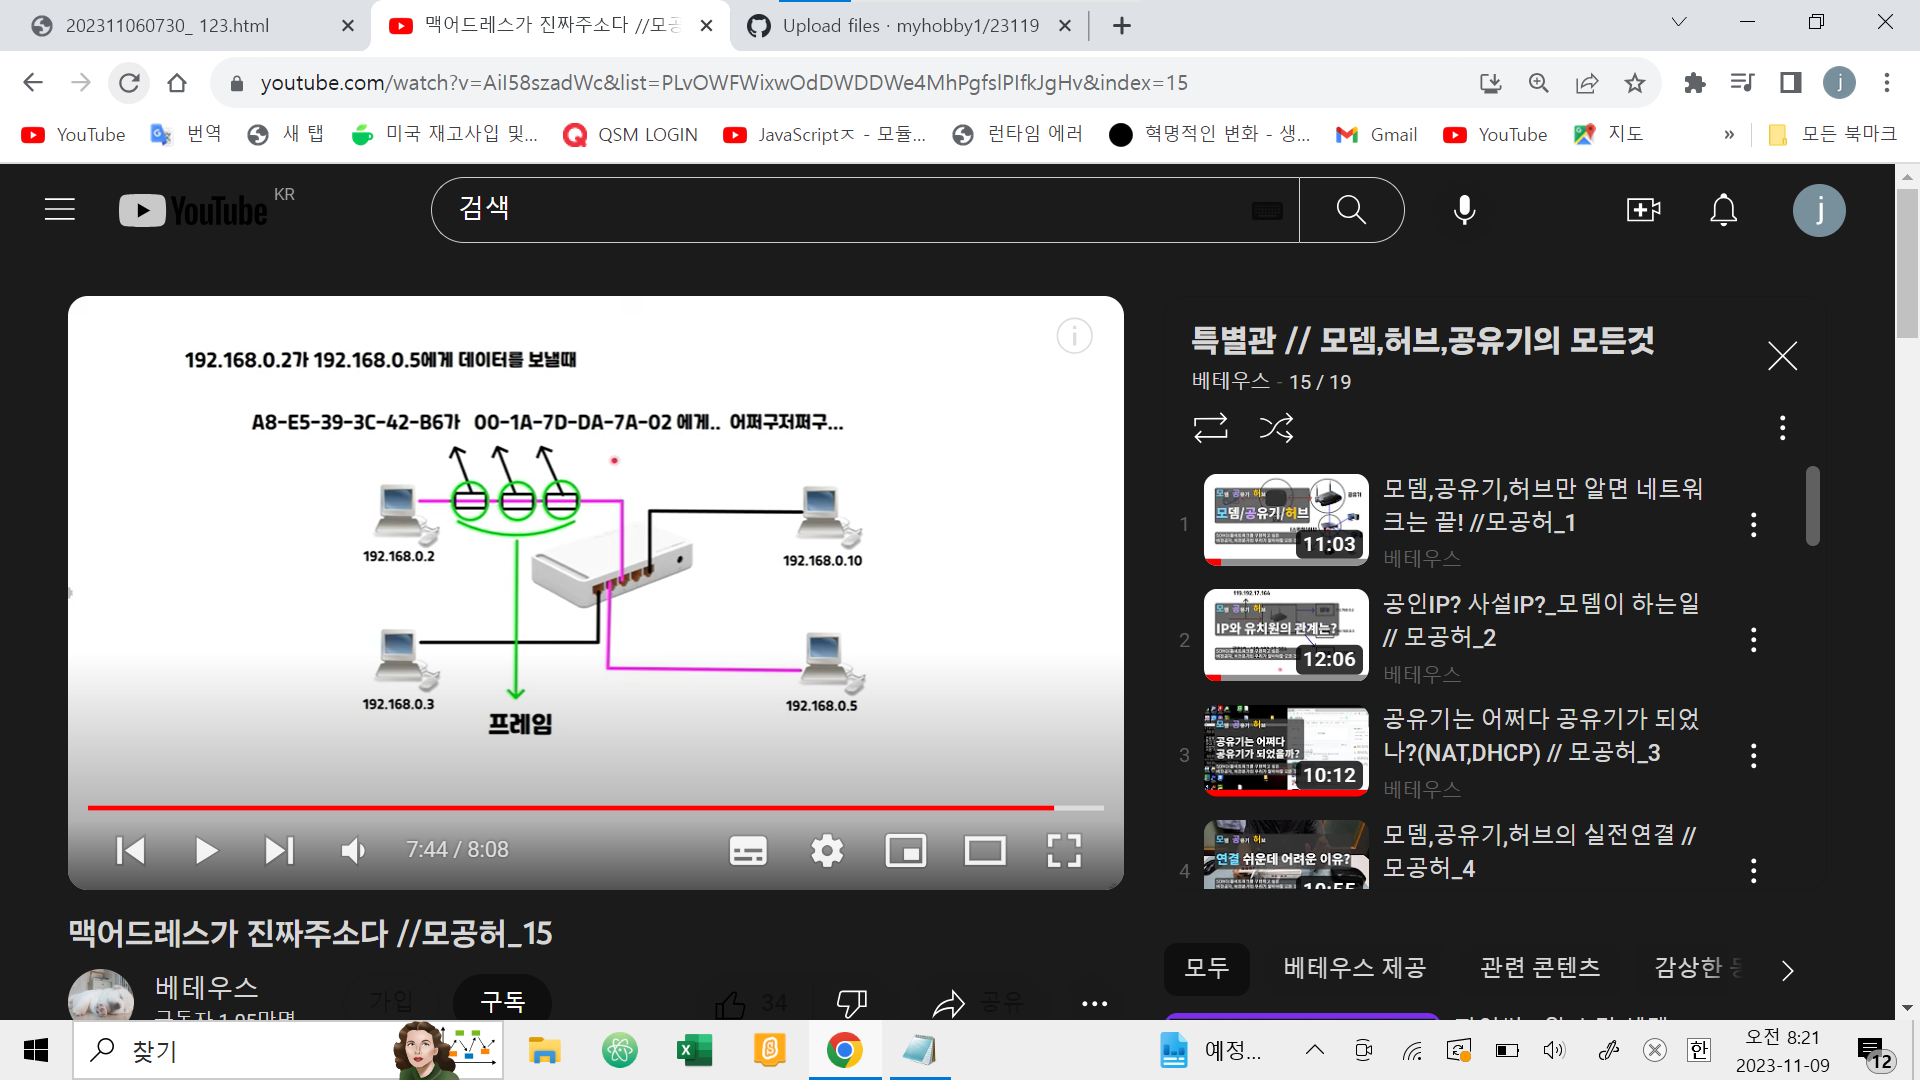 202311060730_ 123.html
맥어드레스가 진짜주소다 //모공
Upload files · myhobby1/23119
youtube.com/watch?v=AiI58szadWc&list=PLvOWFWixwOdDWDDWe4MhPgfslPIfkJgHv&index=15
YouTube
번역
새 탭
미국 재고사입 및...
QSM LOGIN
JavaScriptㅈ - 모듈...
런타임 에러
혁명적인 변화 - 생...
Gmail
YouTube
지도
»
모든 북마크
YouTube KR
검색
j
192.168.0.2가 192.168.0.5에게 데이터를 보낼때
A8-E5-39-3C-42-B6가 00-1A-7D-DA-7A-02 에게.. 어쩌구저쩌구...
192.168.0.2
192.168.0.10
192.168.0.3
192.168.0.5
프레임
7:44 / 8:08
특별관 // 모뎀,허브,공유기의 모든것
베테우스 - 15 / 19
1
모뎀/공유기/허브
11:03
모뎀,공유기,허브만 알면 네트워
크는 끝! //모공허_1
베테우스
2
119.192.17.164
IP와 유치원의 관계는?
12:06
공인IP? 사설IP?_모뎀이 하는일
// 모공허_2
베테우스
3
공유기는 어쩌다
공유기가 되었을까?
10:12
공유기는 어쩌다 공유기가 되었
나?(NAT,DHCP) // 모공허_3
베테우스
4
연결 쉬운데 어려운 이유?
10:55
모뎀,공유기,허브의 실전연결 //
모공허_4
맥어드레스가 진짜주소다 //모공허_15
베테우스
구독자 1.95만명
가입
구독
34
공유
모두
베테우스 제공
관련 콘텐츠
감상한
찾기
예정...
한
오전 8:21
2023-11-09
12